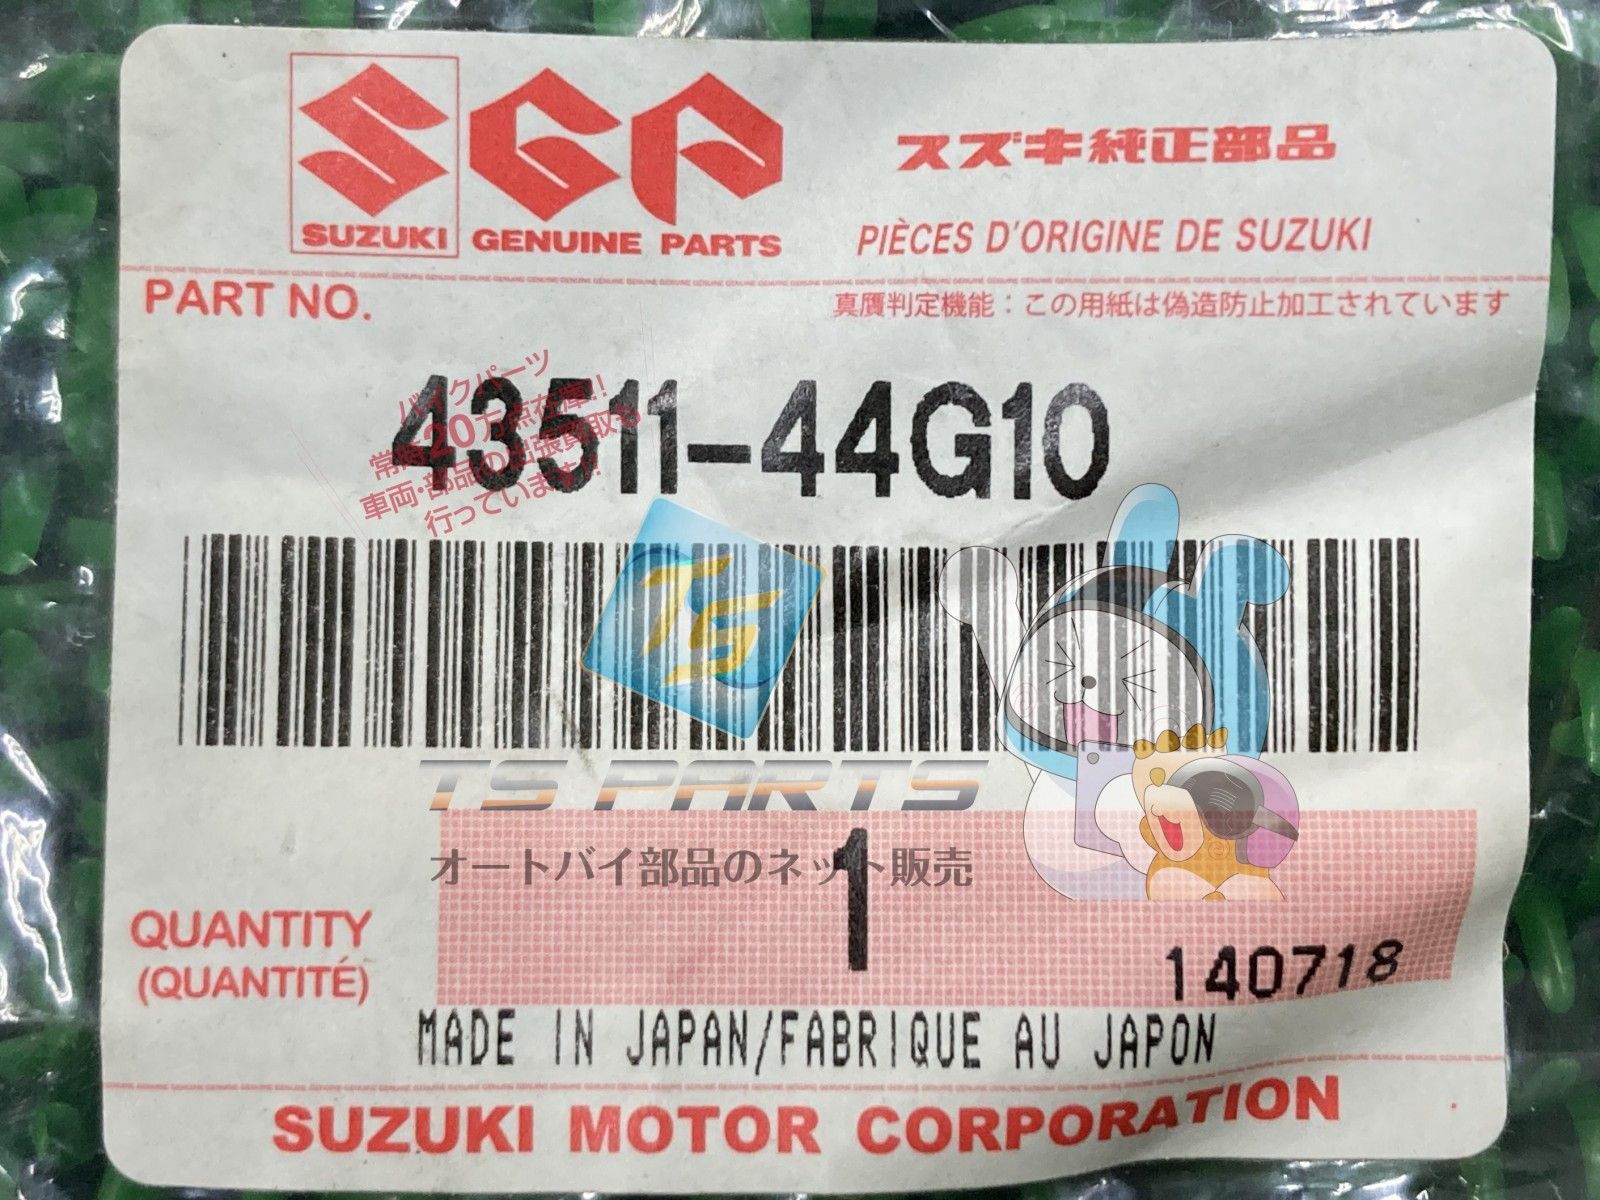 SGP
SUZUKI GENUINE PARTS
スズキ純正部品
PIÈCES D'ORIGINE DE SUZUKI
PART NO.
真贋判定機能：この用紙は偽造防止加工されています
43511-44G10
バイクパーツ
常時20万点在庫!!
車両・部品の出張買取も
行っています!!
TS
TS PARTS
オートバイ部品のネット販売
QUANTITY
(QUANTITÉ)
1
140718
MADE IN JAPAN/FABRIQUE AU JAPON
SUZUKI MOTOR CORPORATION